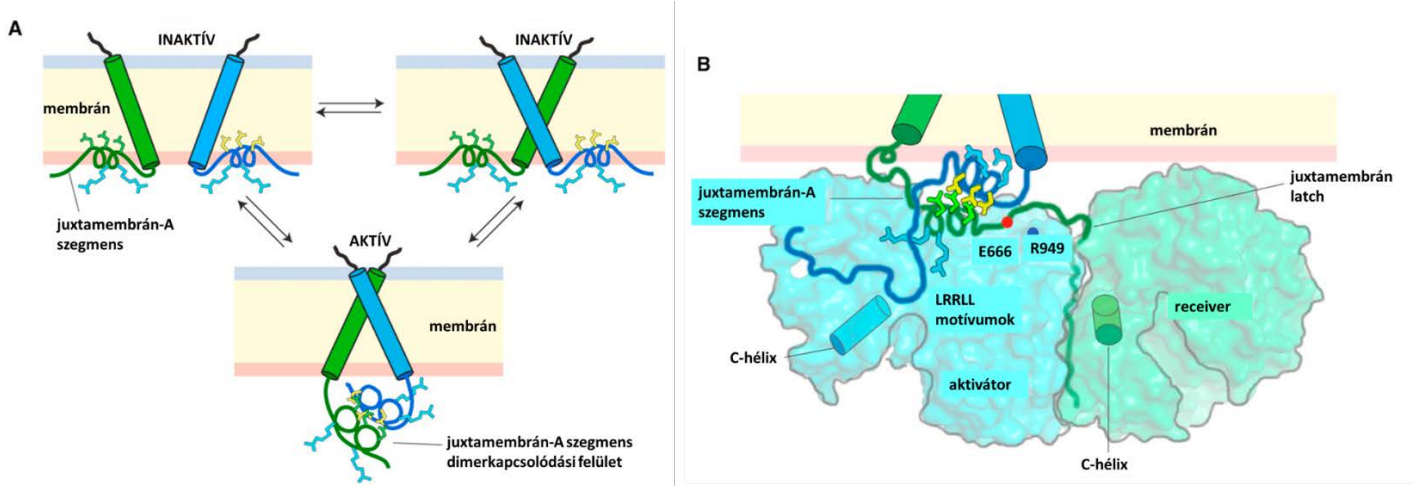 A
INAKTÍV
INAKTÍV
membrán
juxtamembrán-A
szegmens
AKTÍV
membrán
juxtamembrán-A szegmens
dimerkapcsolódási felület
B
membrán
juxtamembrán-A
szegmens
juxtamembrán
latch
E666
R949
LRRLL
motívumok
receiver
C-hélix
aktivátor
C-hélix